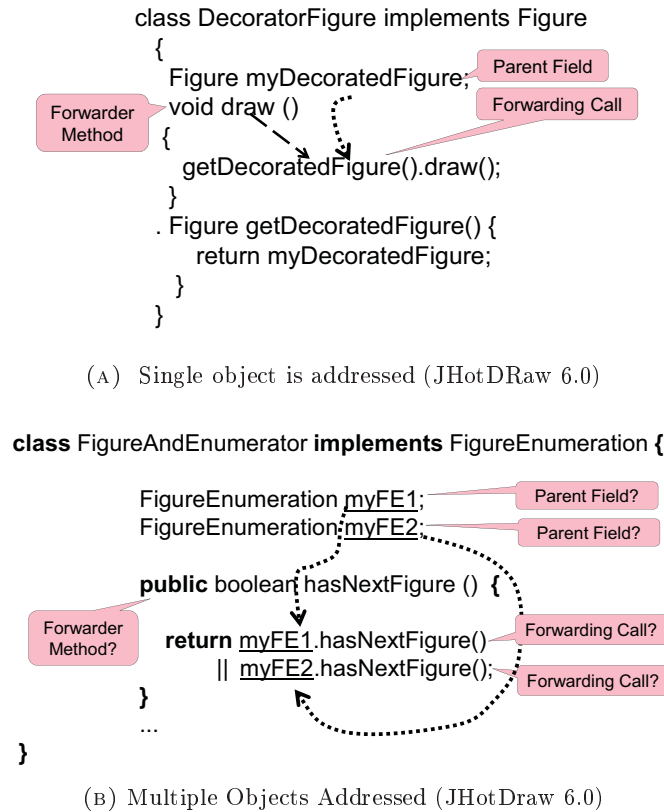 class DecoratorFigure implements Figure
{
Figure myDecoratedFigure;
Parent Field
void draw ()
Forwarder
Method
Forwarding Call
{
getDecoratedFigure().draw();
}
. Figure getDecoratedFigure() {
return myDecoratedFigure;
}
}
(A) Single object is addressed (JHotDRaw 6.0)
class FigureAndEnumerator implements FigureEnumeration {
FigureEnumeration myFE1;
Parent Field?
FigureEnumeration myFE2;
Parent Field?
public boolean hasNextFigure () {
Forwarder
Method?
return myFE1.hasNextFigure()
Forwarding Call?
|| myFE2.hasNextFigure();
Forwarding Call?
}
...
}
(B) Multiple Objects Addressed (JHotDraw 6.0)